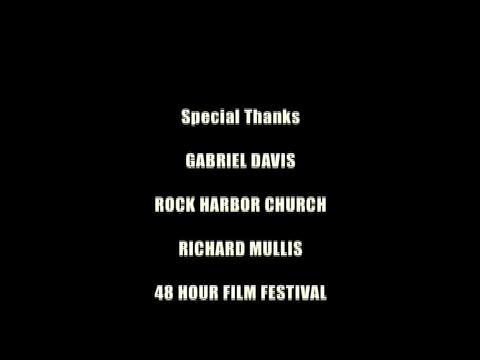 Special Thanks
GABRIEL DAVIS
ROCK HARBOR CHURCH
RICHARD MULLIS
48 HOUR FILM FESTIVAL